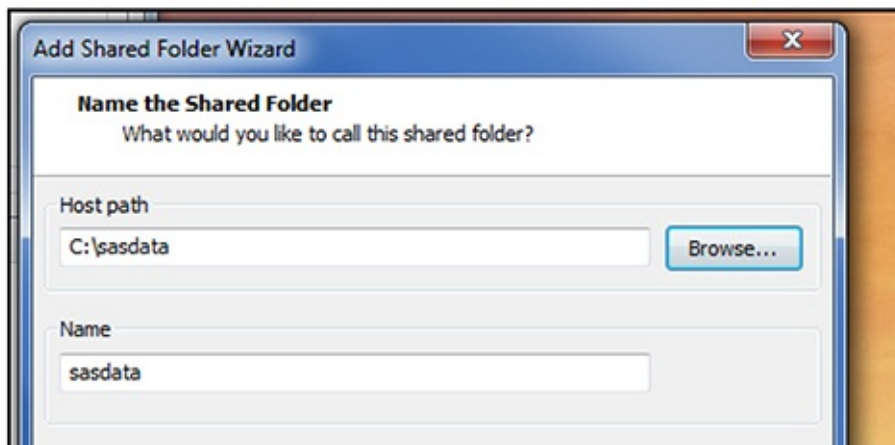 Add Shared Folder Wizard
Name the Shared Folder
What would you like to call this shared folder?
Host path
C:\sasdata
Browse...
Name
sasdata